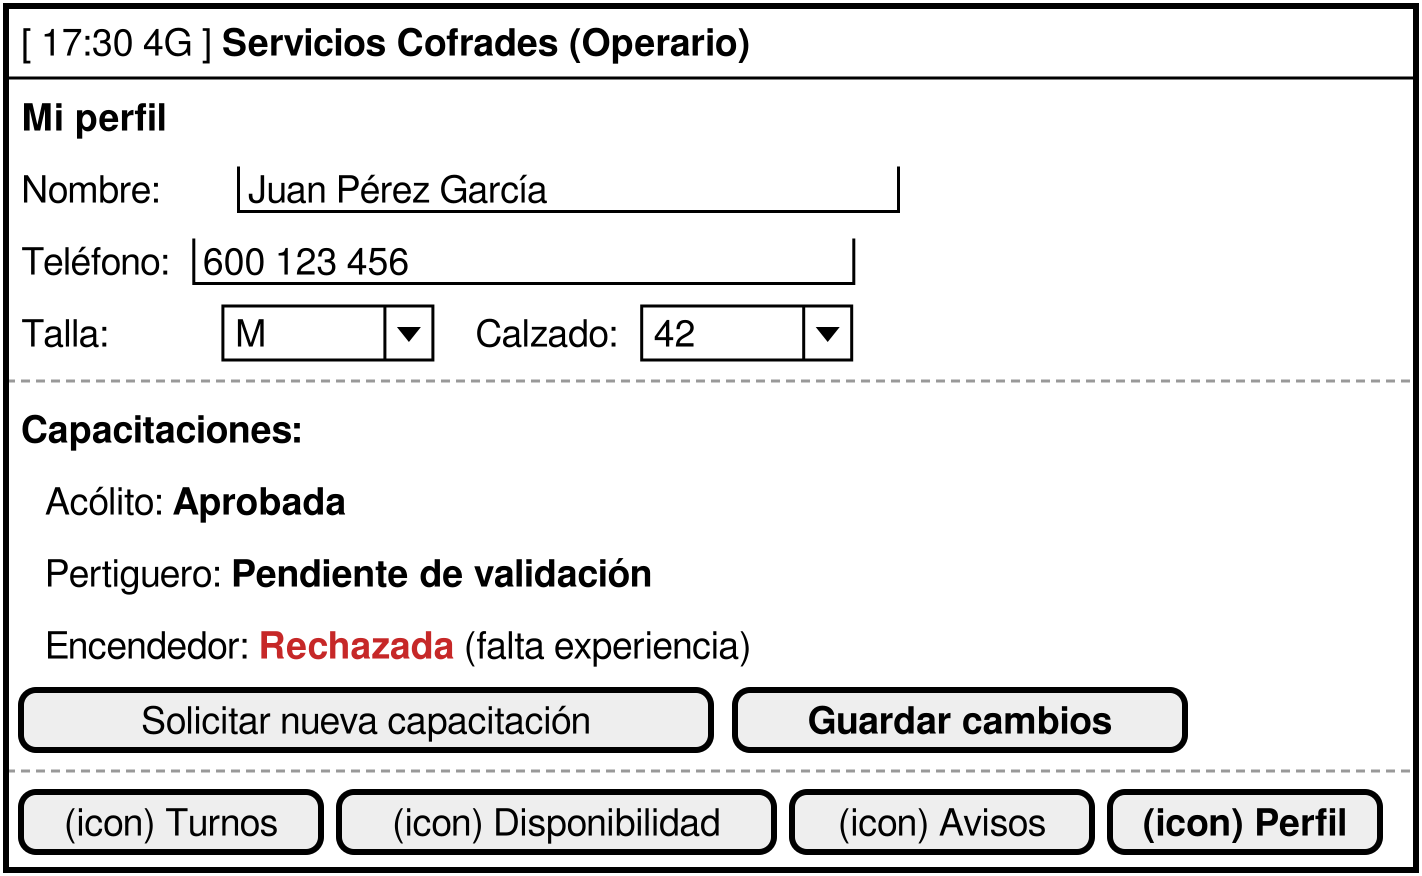 [ 17:30 4G ] Servicios Cofrades (Operario)
Mi perfil
Nombre: Juan Pérez García
Teléfono: 600 123 456
Talla: M Calzado: 42
Capacitaciones:
Acólito: Aprobada
Pertiguero: Pendiente de validación
Encendedor: Rechazada (falta experiencia)
Solicitar nueva capacitación Guardar cambios
(icon) Turnos (icon) Disponibilidad (icon) Avisos (icon) Perfil